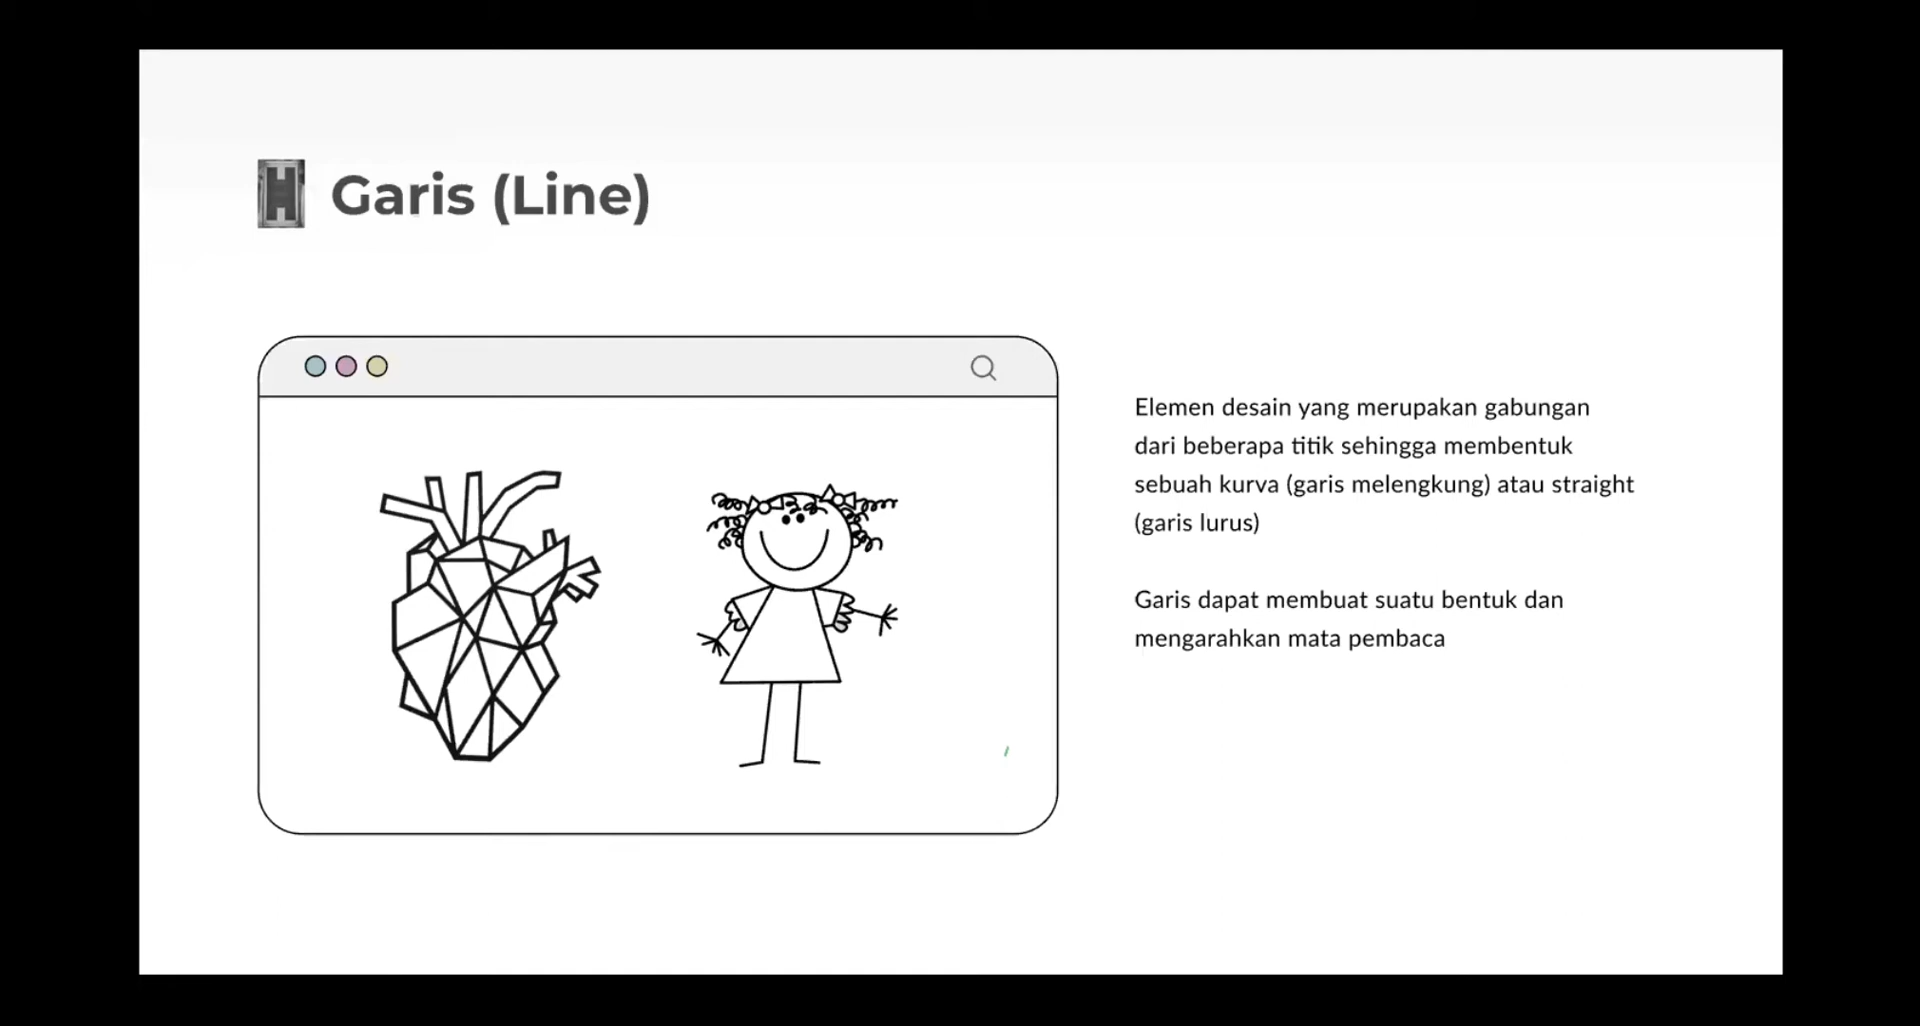 Garis (Line)
Elemen desain yang merupakan gabungan
dari beberapa titik sehingga membentuk
sebuah kurva (garis melengkung) atau straight
(garis lurus)
Garis dapat membuat suatu bentuk dan
mengarahkan mata pembaca